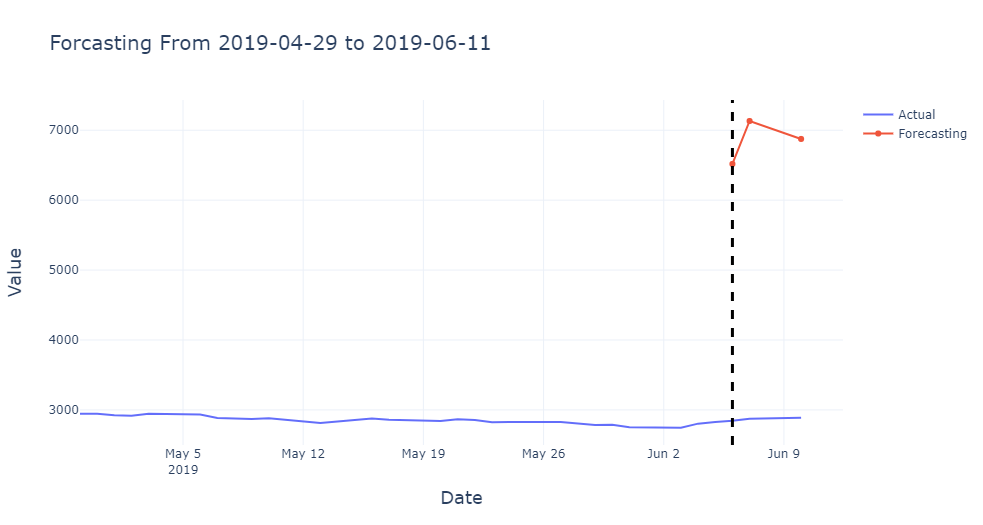 Forcasting From 2019-04-29 to 2019-06-11
Actual
Forecasting
7000
6000
5000
4000
3000
Value
May 5
2019
May 12
May 19
May 26
Jun 2
Jun 9
Date